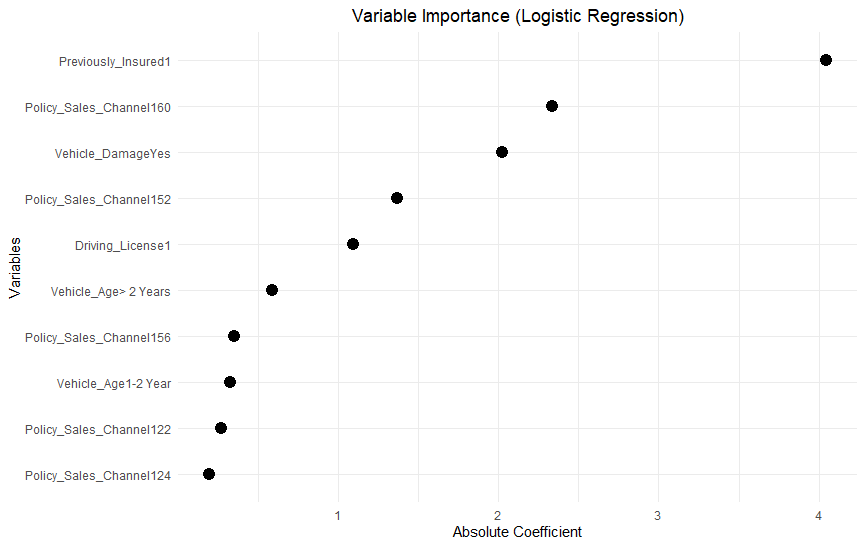 Variable Importance (Logistic Regression)
Variables
Previously_Insured1
Policy_Sales_Channel160
Vehicle_DamageYes
Policy_Sales_Channel152
Driving_License1
Vehicle_Age> 2 Years
Policy_Sales_Channel156
Vehicle_Age1-2 Year
Policy_Sales_Channel122
Policy_Sales_Channel124
1 2 3 4
Absolute Coefficient